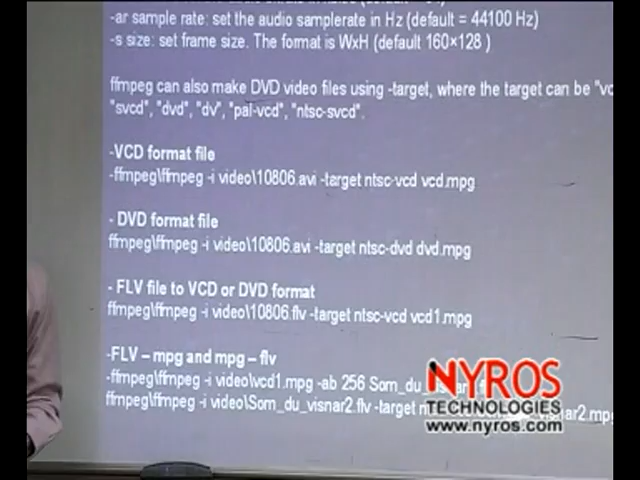 -ar sample rate: set the audio samplerate in Hz (default = 44100 Hz)
-s size: set frame size. The format is WxH (default 160×128 )
ffmpeg can also make DVD video files using -target, where the target can be "vc
"svcd", "dvd", "dv", "pal-vcd", "ntsc-svcd".
-VCD format file
-ffmpeg\ffmpeg -i video\10806.avi -target ntsc-vcd vcd.mpg
- DVD format file
ffmpeg\ffmpeg -i video\10806.avi -target ntsc-dvd dvd.mpg
- FLV file to VCD or DVD format
ffmpeg\ffmpeg -i video\10806.flv -target ntsc-vcd vcd1.mpg
-FLV – mpg and mpg – flv
-ffmpeg\ffmpeg -i video\vcd1.mpg -ab 256 Som_du
ffmpeg\ffmpeg -i video\Som_du_visnar2.flv -target
NYROS
TECHNOLOGIES
www.nyros.com